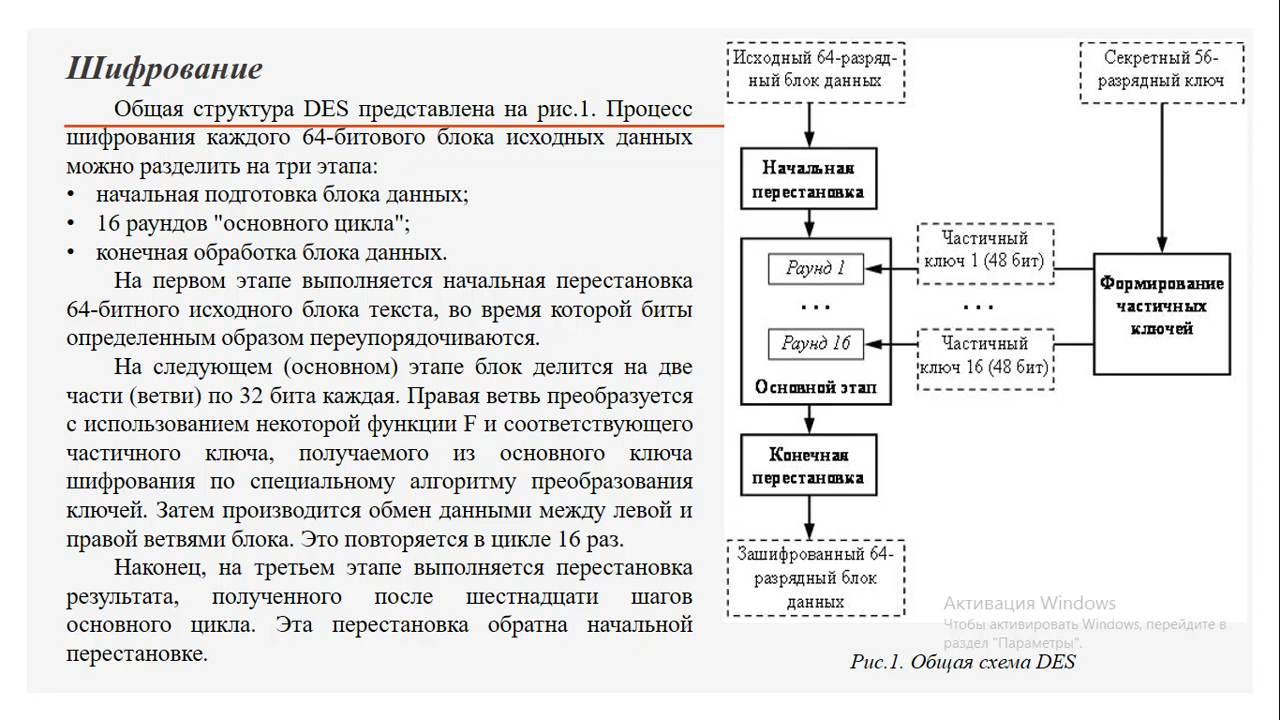 Шифрование
Общая структура DES представлена на рис.1. Процесс
шифрования каждого 64-битового блока исходных данных
можно разделить на три этапа:
• начальная подготовка блока данных;
• 16 раундов "основного цикла";
• конечная обработка блока данных.
На первом этапе выполняется начальная перестановка
64-битного исходного блока текста, во время которой биты
определенным образом переупорядочиваются.
На следующем (основном) этапе блок делится на две
части (ветви) по 32 бита каждая. Правая ветвь преобразуется
с использованием некоторой функции F и соответствующего
частичного ключа, получаемого из основного ключа
шифрования по специальному алгоритму преобразования
ключей. Затем производится обмен данными между левой и
правой ветвями блока. Это повторяется в цикле 16 раз.
Наконец, на третьем этапе выполняется перестановка
результата, полученного после шестнадцати шагов
основного цикла. Эта перестановка обратна начальной
перестановке.
Исходный 64-разряд-
ный блок данных
Секретный 56-
разрядный ключ
Начальная
перестановка
Раунд 1
. . .
Раунд 16
Основной этап
Частичный
ключ 1 (48 бит)
. . .
Частичный
ключ 16 (48 бит)
Формирование
частичных
ключей
Конечная
перестановка
Зашифрованный 64-
разрядный блок
данных
Активация Windows
Чтобы активировать Windows, перейдите в
раздел "Параметры".
Рис.1. Общая схема DES